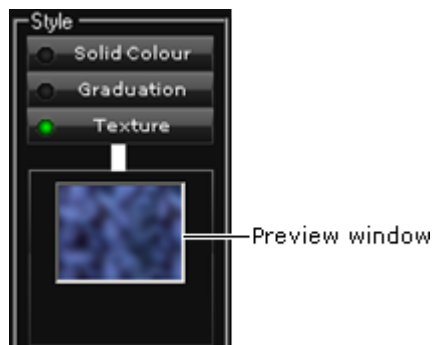 Style
Solid Colour
Graduation
Texture
Preview window